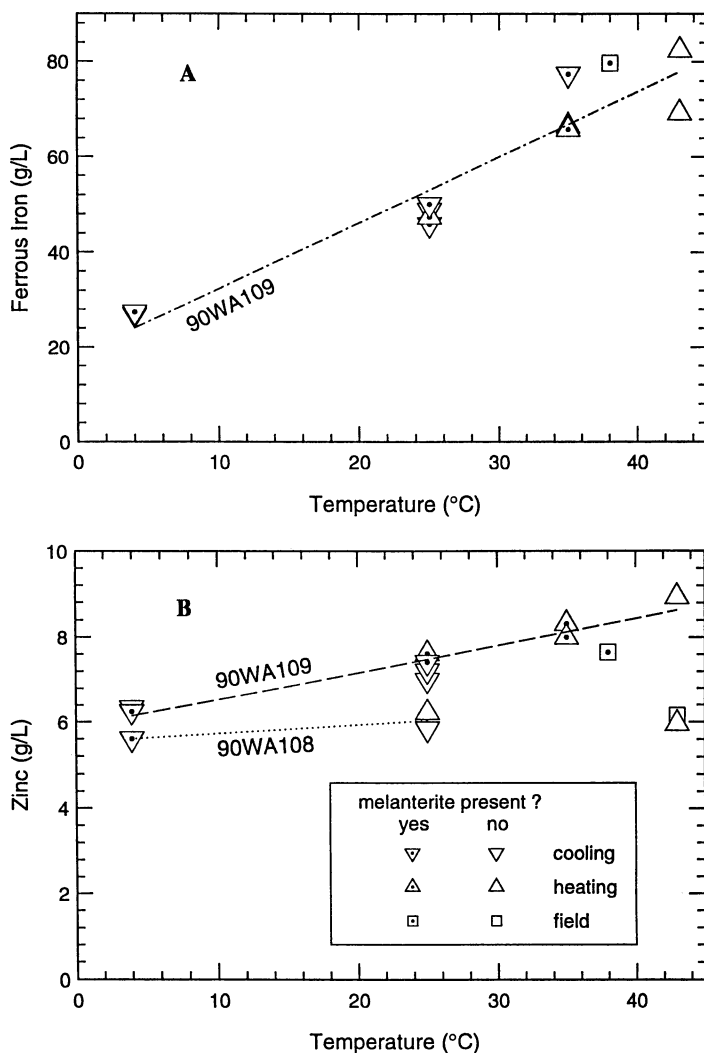 80
60
40
20
0
Ferrous Iron (g/L)
A
90WA109
0 10 20 30 40
Temperature (°C)
10
8
6
4
2
0
Zinc (g/L)
B
90WA109
90WA108
melanterite present ?
yes no
cooling
heating
field
0 10 20 30 40
Temperature (°C)